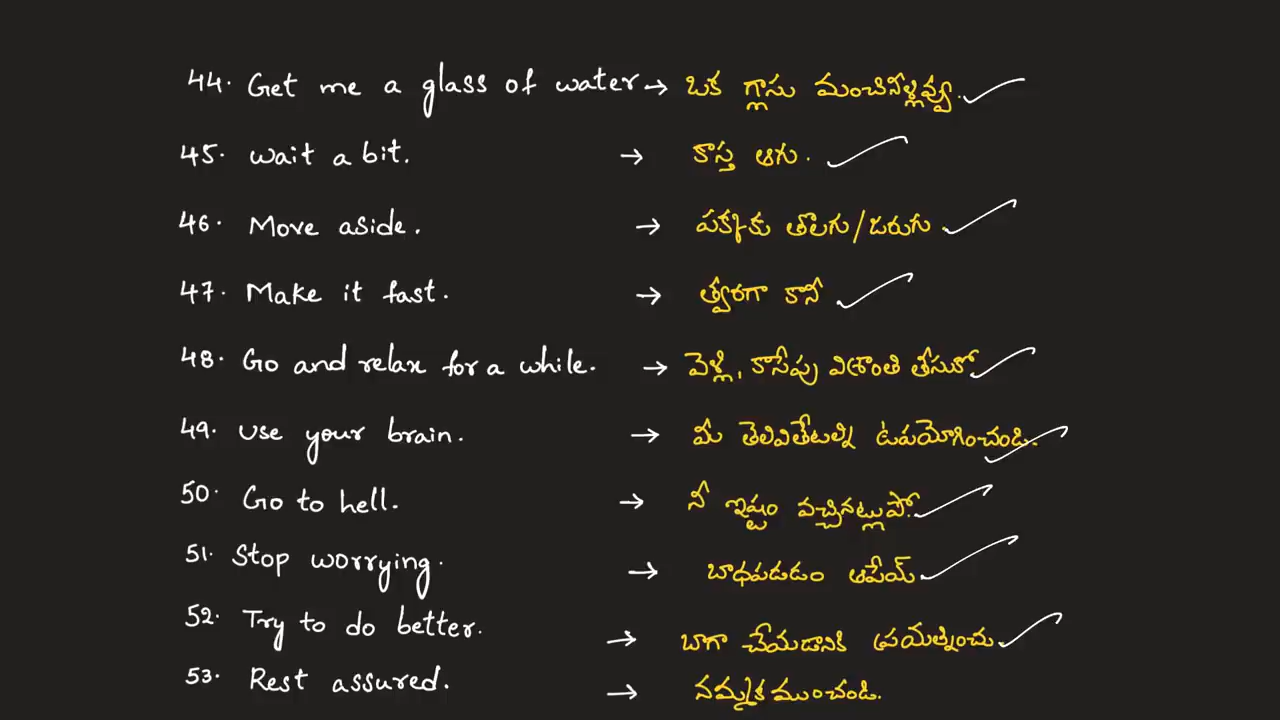 44. Get me a glass of water → ఒక గ్లాసు మంచినీళ్లివ్వు.
45. wait a bit. → కాస్త ఆగు.
46. Move aside. → పక్కకు తొలగు/జరుగు
47. Make it fast. → త్వరగా కానీ
48. Go and relax for a while. → వెళ్లి, కాసేపు విశ్రాంతి తీసుకో
49. Use your brain. → మీ తెలివితేటల్ని ఉపయోగించండి.
50. Go to hell. → నీ ఇష్టం వచ్చినట్లుపో.
51. Stop worrying. → బాధపడడం ఆపేయ్
52. Try to do better. → బాగా చేయడానికి ప్రయత్నించు
53. Rest assured. → నమ్మకముంచండి.